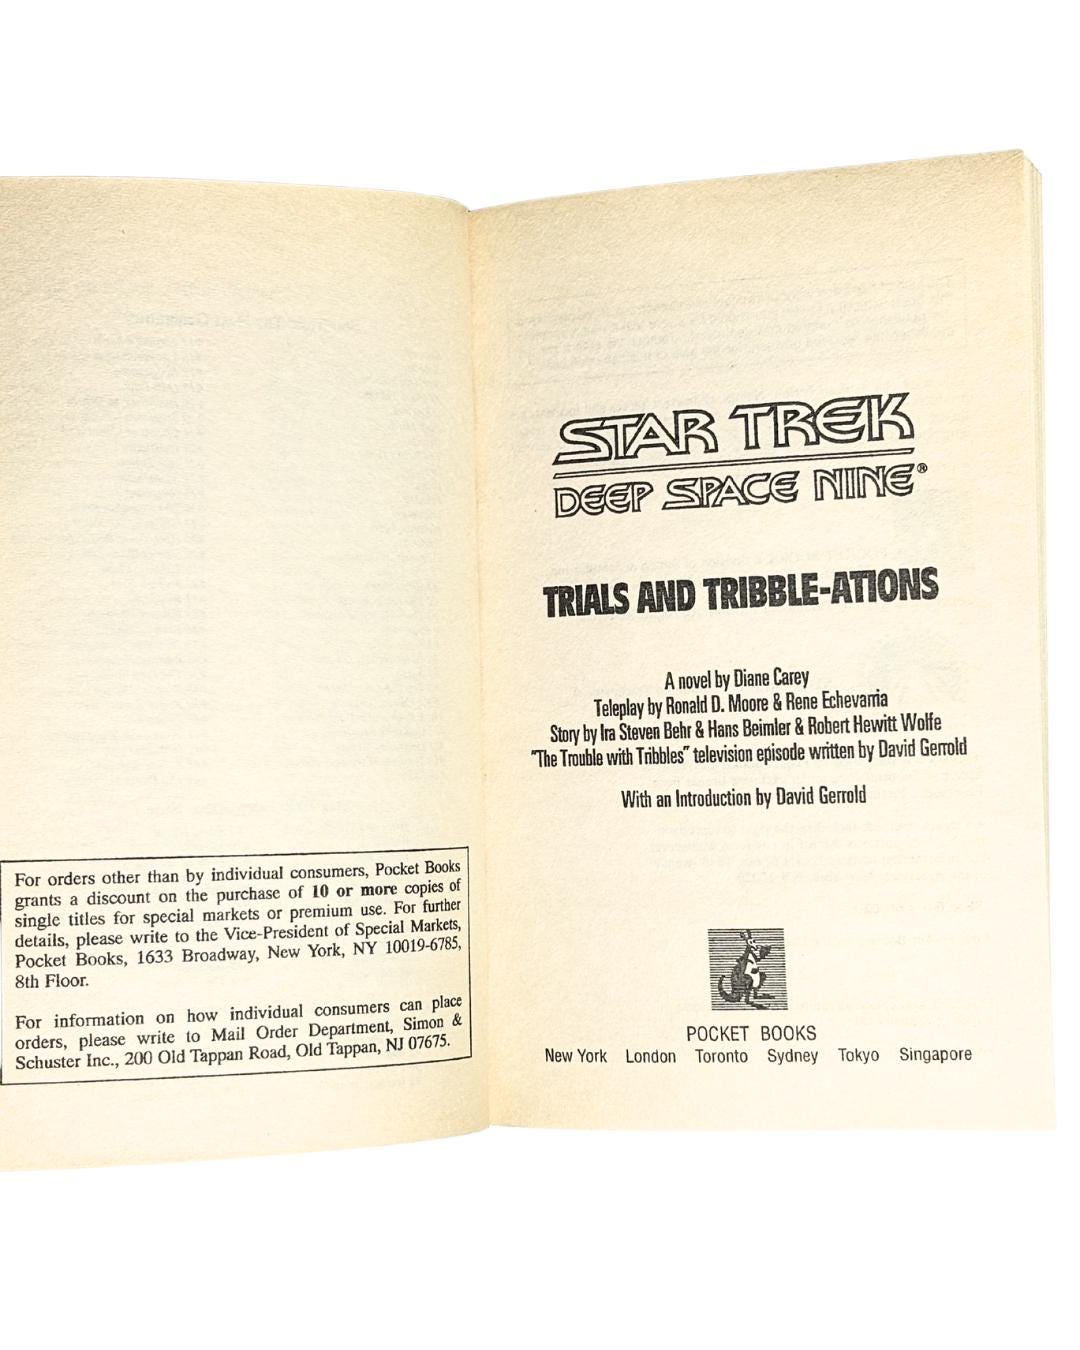 For orders other than by individual consumers, Pocket Books
grants a discount on the purchase of 10 or more copies of
single titles for special markets or premium use. For further
details, please write to the Vice-President of Special Markets,
Pocket Books, 1633 Broadway, New York, NY 10019-6785,
8th Floor.
For information on how individual consumers can place
orders, please write to Mail Order Department, Simon &
Schuster Inc., 200 Old Tappan Road, Old Tappan, NJ 07675.
STAR TREK
DEEP SPACE NINE®
TRIALS AND TRIBBLE-ATIONS
A novel by Diane Carey
Teleplay by Ronald D. Moore & Rene Echevarria
Story by Ira Steven Behr & Hans Beimler & Robert Hewitt Wolfe
"The Trouble with Tribbles" television episode written by David Gerrold
With an Introduction by David Gerrold
POCKET BOOKS
New York London Toronto Sydney Tokyo Singapore